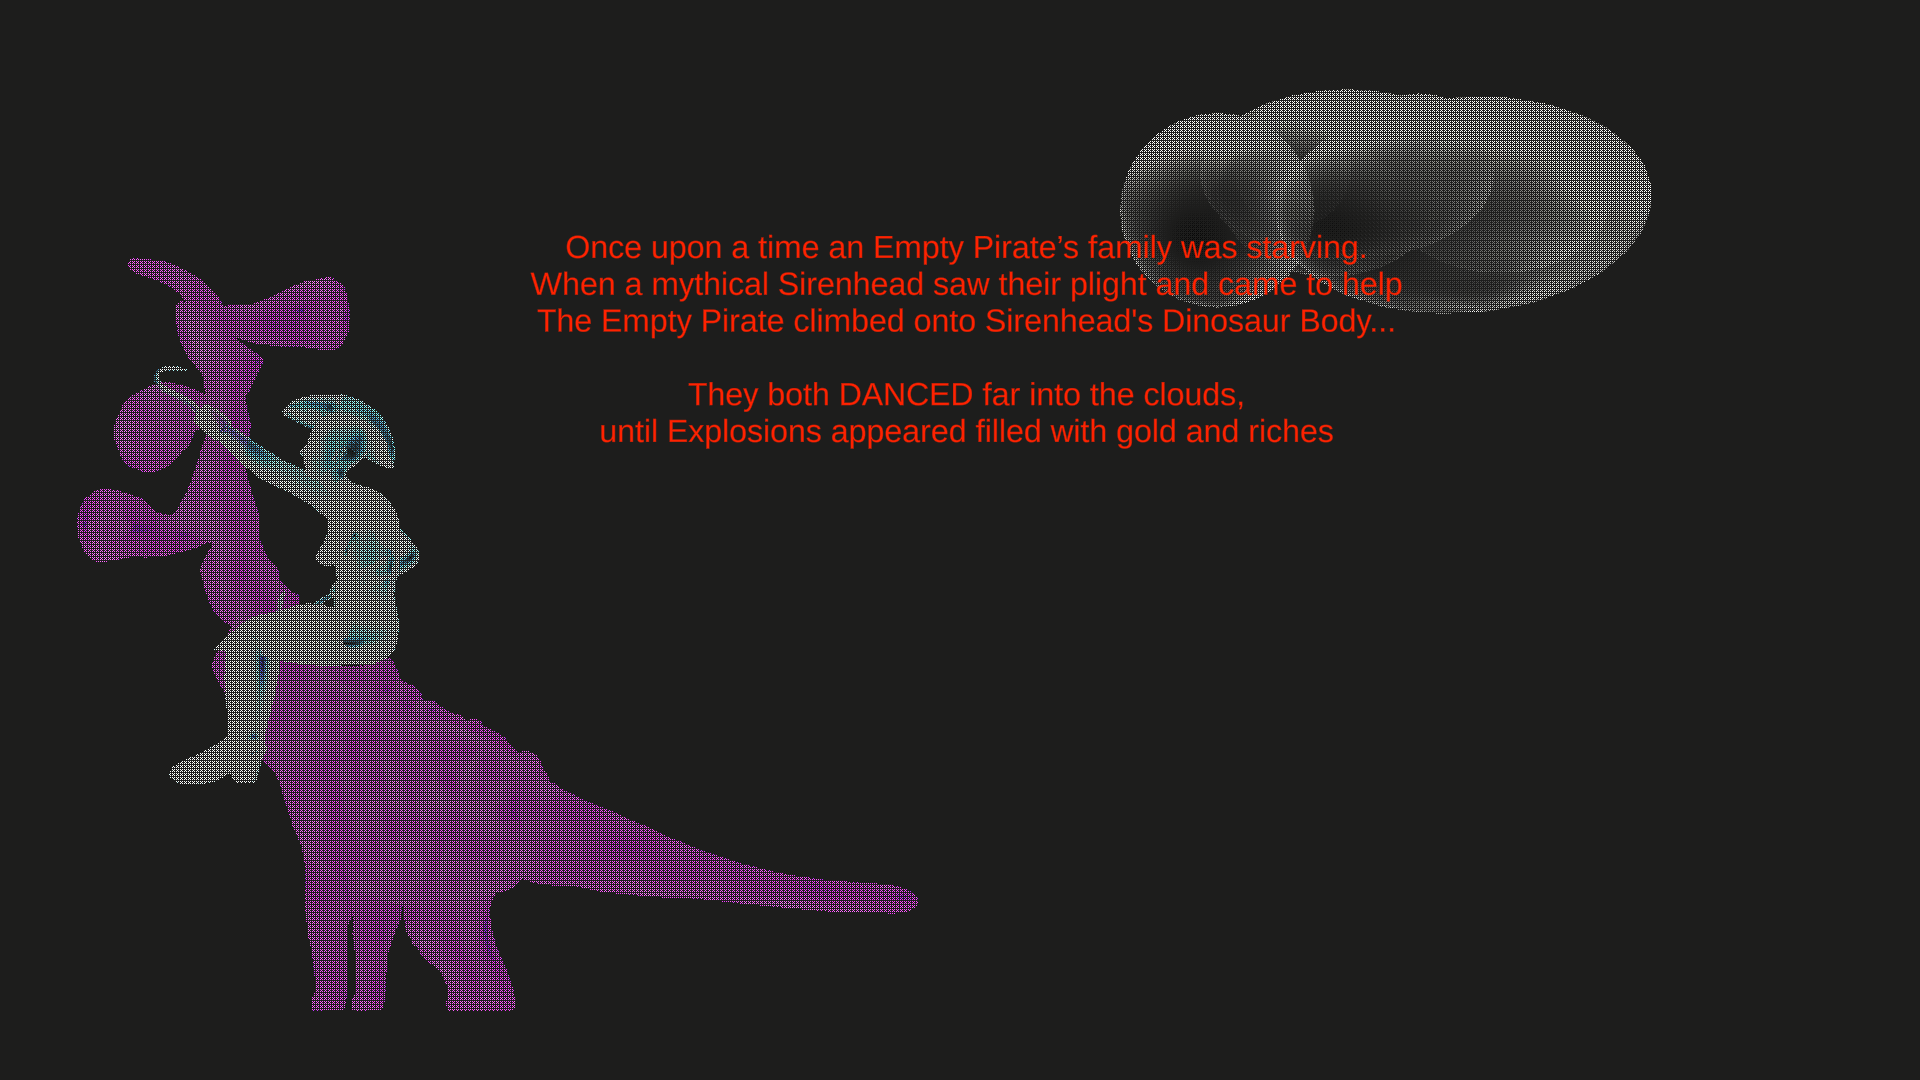 Once upon a time an Empty Pirate’s family was starving.
When a mythical Sirenhead saw their plight and came to help
The Empty Pirate climbed onto Sirenhead's Dinosaur Body...
They both DANCED far into the clouds,
until Explosions appeared filled with gold and riches